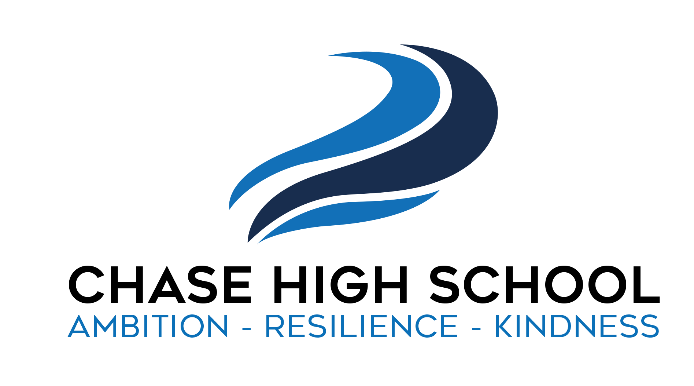 CHASE HIGH SCHOOL
AMBITION - RESILIENCE - KINDNESS